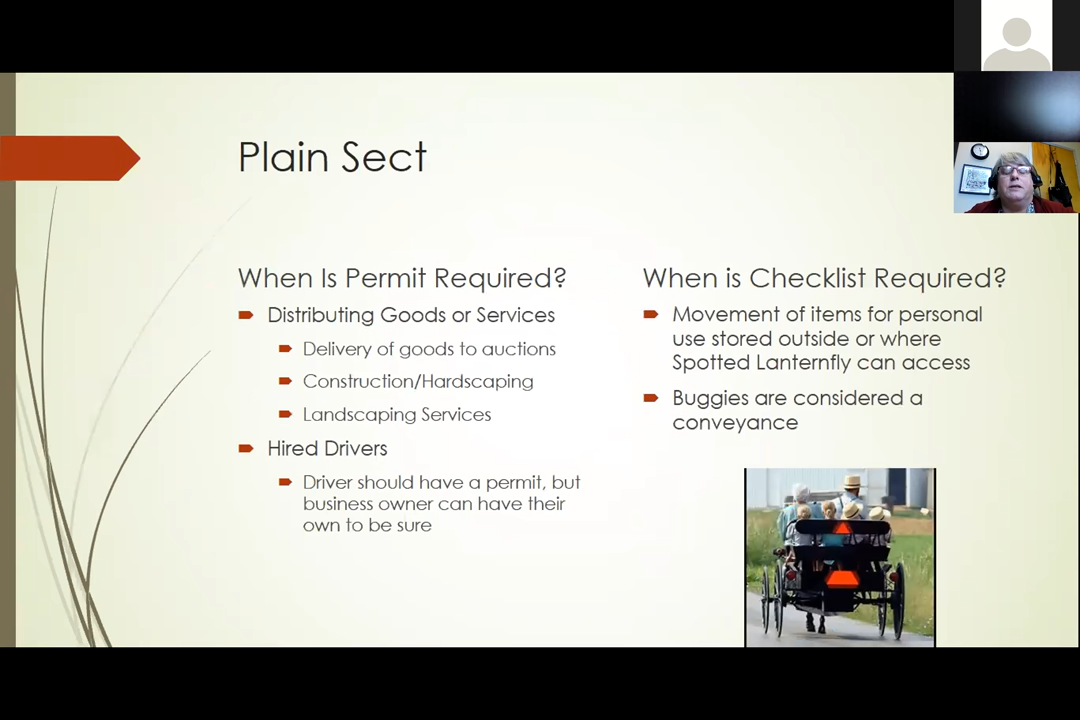 Plain Sect
When Is Permit Required?
Distributing Goods or Services
Delivery of goods to auctions
Construction/Hardscaping
Landscaping Services
Hired Drivers
Driver should have a permit, but
business owner can have their
own to be sure
When is Checklist Required?
Movement of items for personal
use stored outside or where
Spotted Lanternfly can access
Buggies are considered a
conveyance